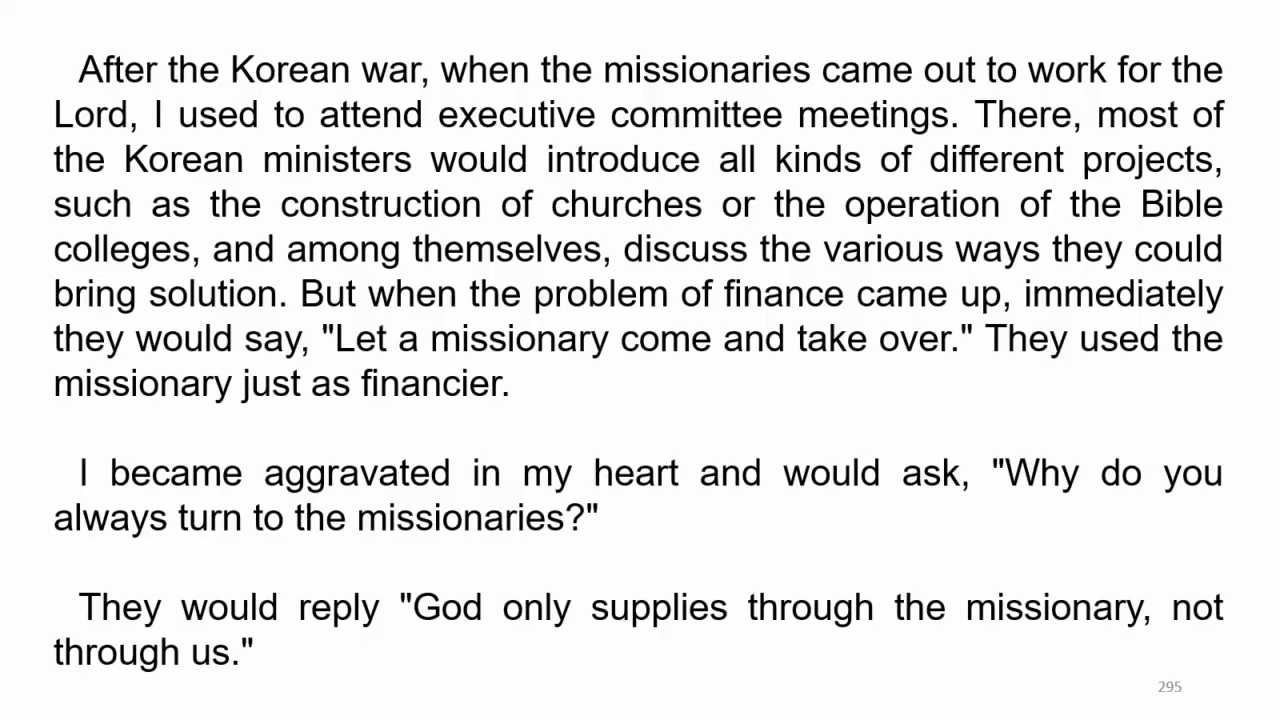 After the Korean war, when the missionaries came out to work for the
Lord, I used to attend executive committee meetings. There, most of
the Korean ministers would introduce all kinds of different projects,
such as the construction of churches or the operation of the Bible
colleges, and among themselves, discuss the various ways they could
bring solution. But when the problem of finance came up, immediately
they would say, "Let a missionary come and take over." They used the
missionary just as financier.
I became aggravated in my heart and would ask, "Why do you
always turn to the missionaries?"
They would reply "God only supplies through the missionary, not
through us."
295